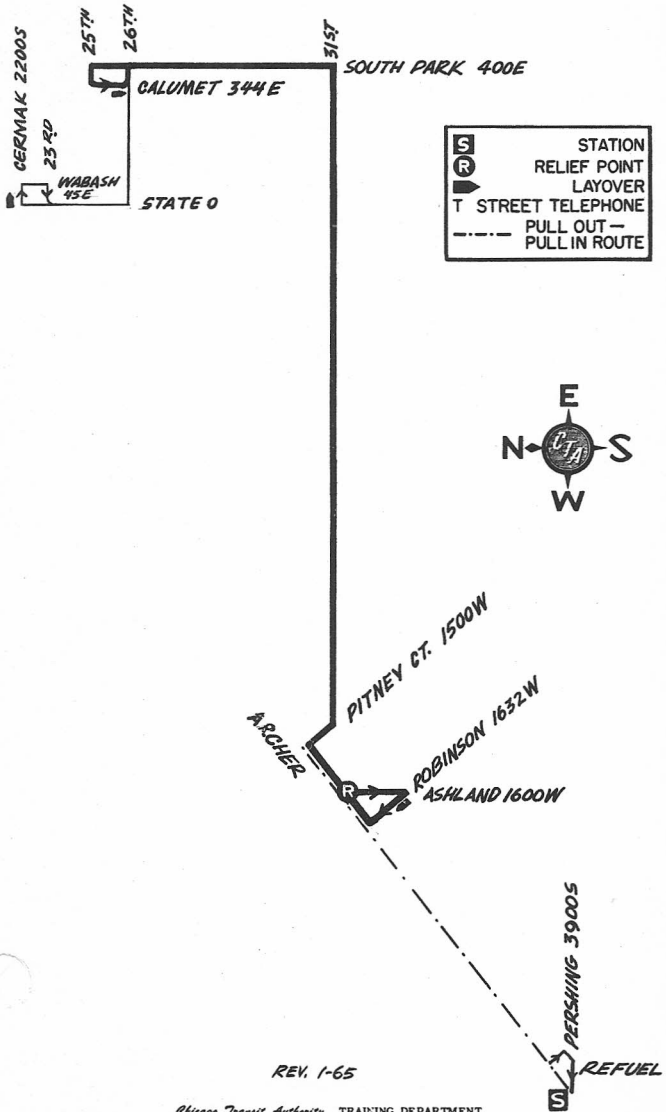 CERMAK 2200S
23 RD
25TH
26TH
31ST
SOUTH PARK 400E
CALUMET 344E
WABASH
45E
STATE 0
S STATION
R RELIEF POINT
LAYOVER
T STREET TELEPHONE
PULL OUT —
PULL IN ROUTE
E
N CTA S
W
PITNEY CT. 1500W
ARCHER
ROBINSON 1632W
R
ASHLAND 1600W
PERSHING 3900S
REFUEL
S
REV. 1-65
Chicago Transit Authority TRAINING DEPARTMENT